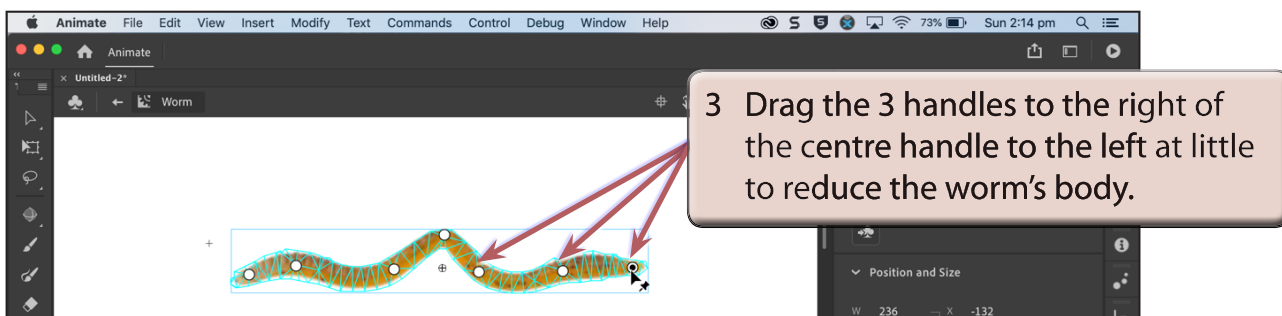 Animate File Edit View Insert Modify Text Commands Control Debug Window Help 73% Sun 2:14 pm
Animate
× Untitled-2*
Worm
3 Drag the 3 handles to the right of
the centre handle to the left at little
to reduce the worm's body.
Position and Size
W 236 X -132